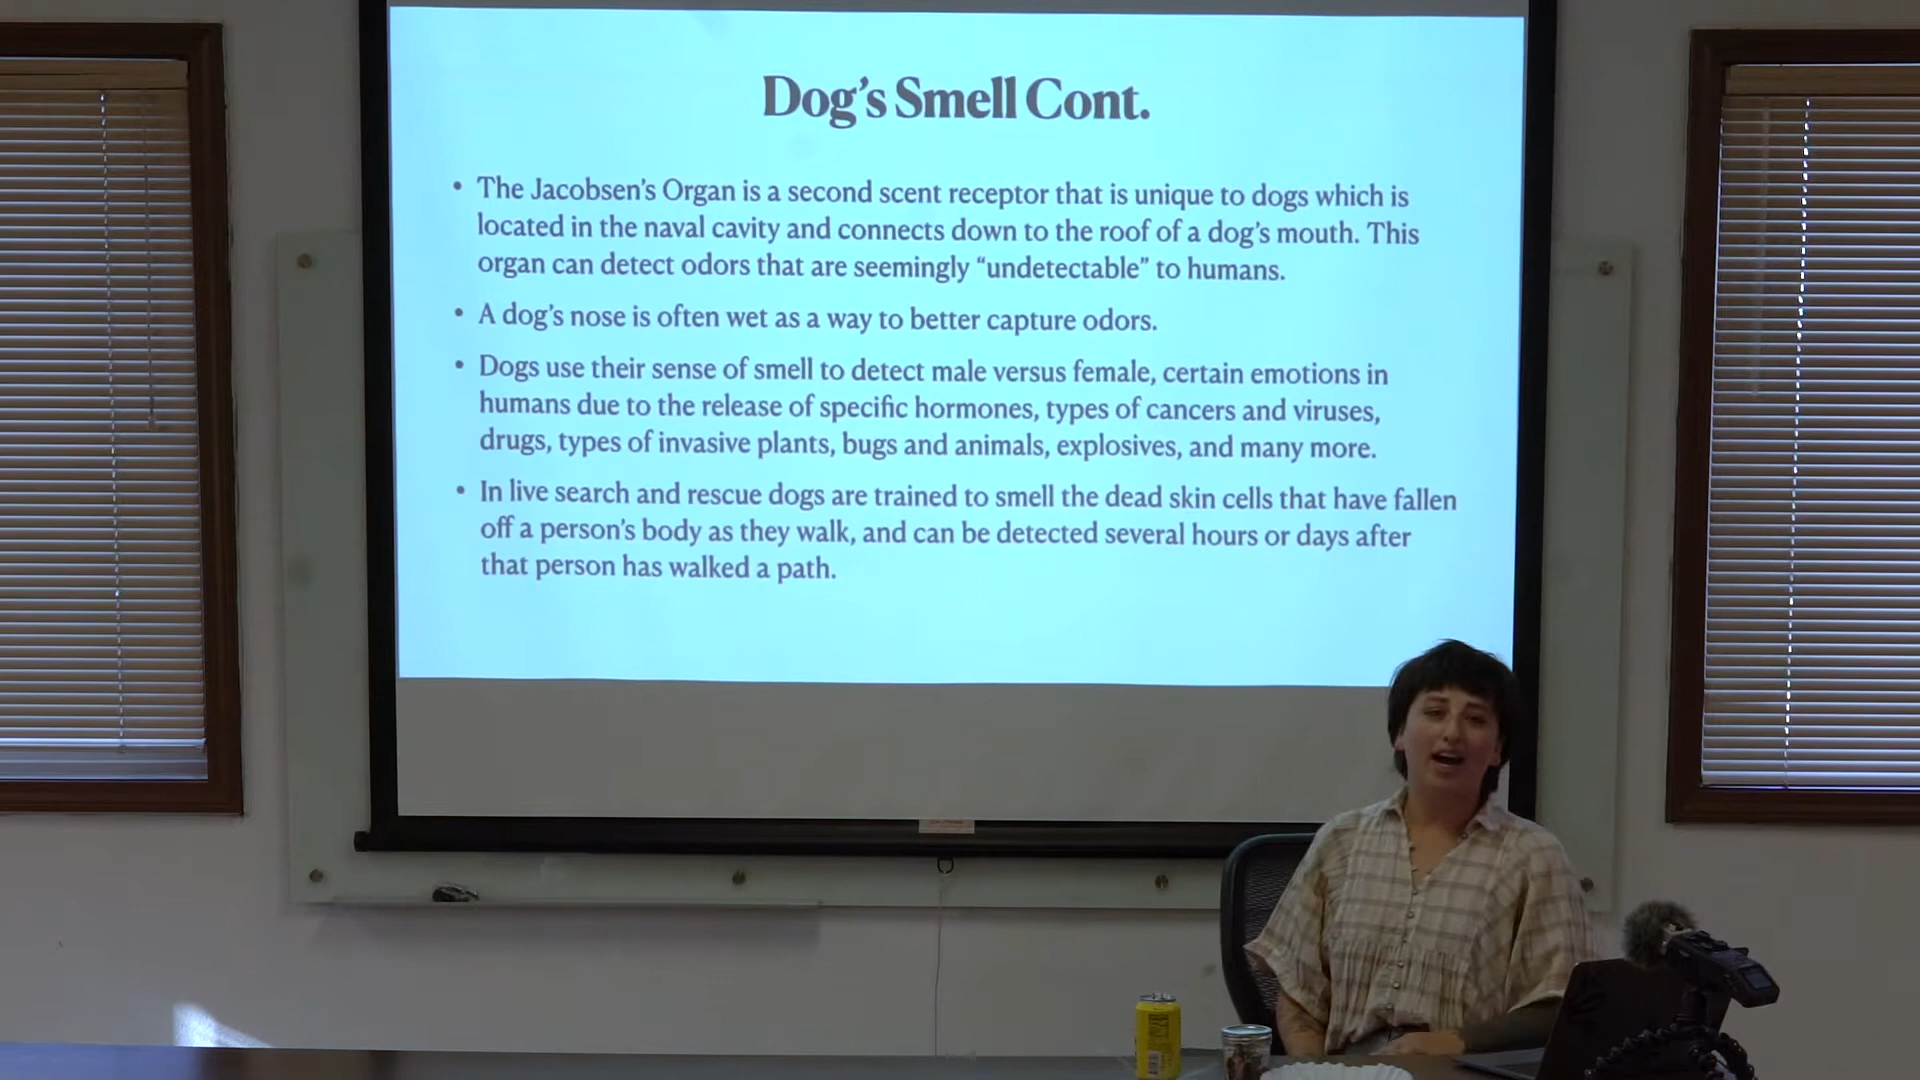 Dog's Smell Cont.
• The Jacobsen's Organ is a second scent receptor that is unique to dogs which is
located in the naval cavity and connects down to the roof of a dog's mouth. This
organ can detect odors that are seemingly “undetectable” to humans.
• A dog's nose is often wet as a way to better capture odors.
• Dogs use their sense of smell to detect male versus female, certain emotions in
humans due to the release of specific hormones, types of cancers and viruses,
drugs, types of invasive plants, bugs and animals, explosives, and many more.
• In live search and rescue dogs are trained to smell the dead skin cells that have fallen
off a person's body as they walk, and can be detected several hours or days after
that person has walked a path.